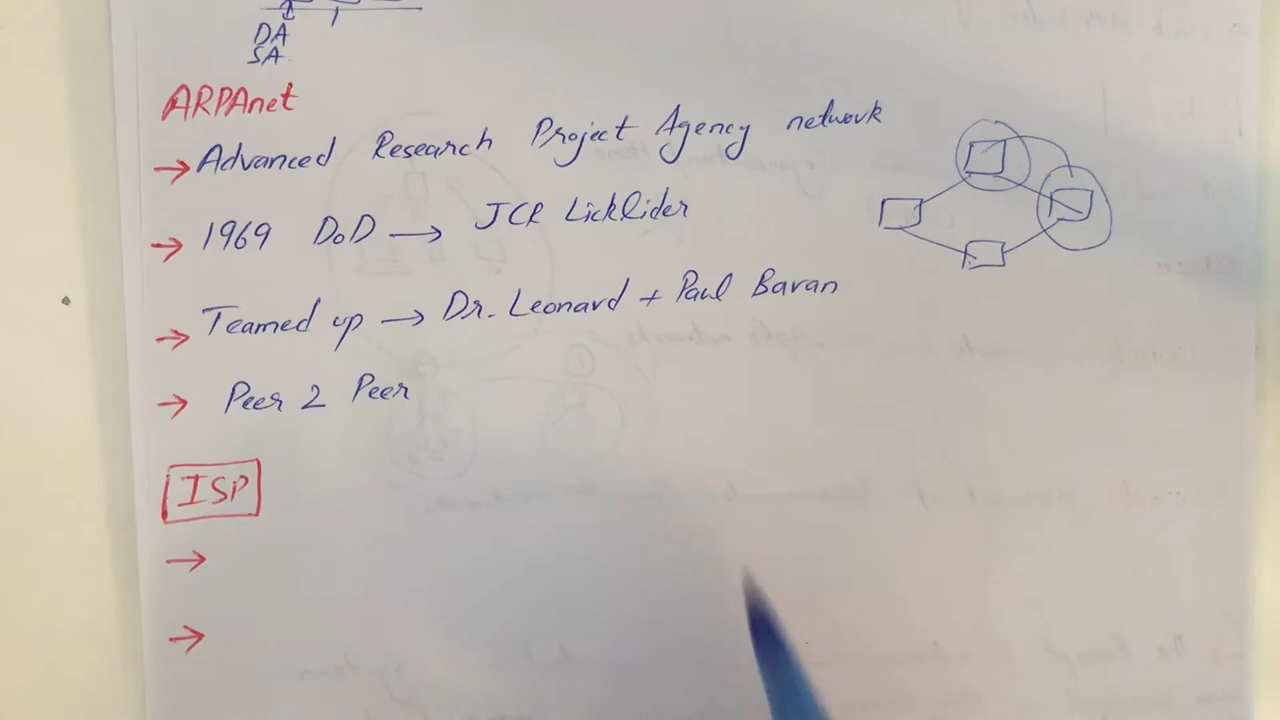 DA
SA
ARPAnet
→ Advanced Research Project Agency network
→ 1969 DoD → JCR Licklider
→ Teamed up → Dr. Leonard + Paul Baran
→ Peer 2 Peer
ISP
→
→